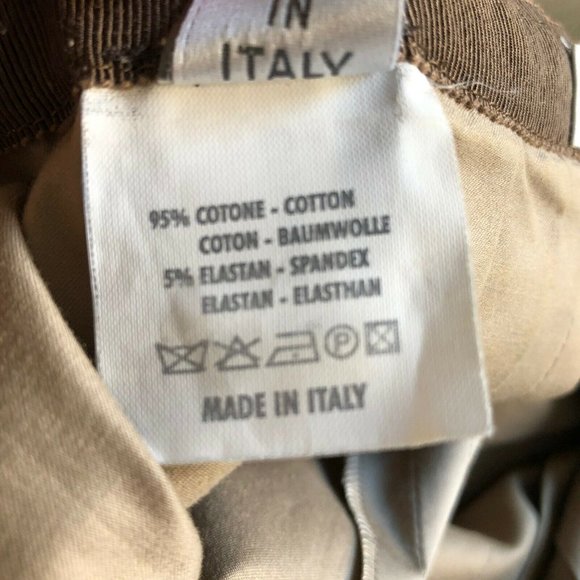 IN
ITALY
95% COTONE - COTTON
COTON - BAUMWOLLE
5% ELASTAN - SPANDEX
ELASTAN - ELASTHAN
P
MADE IN ITALY